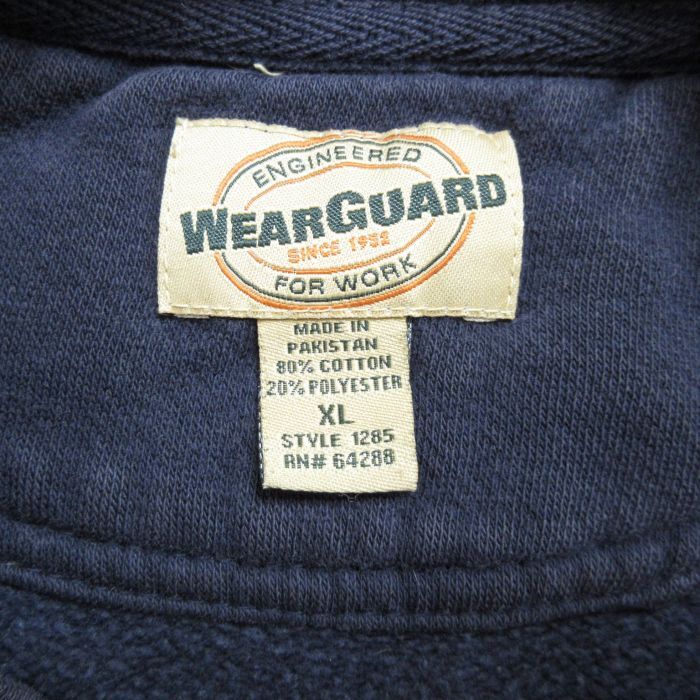 ENGINEERED
WEARGUARD
SINCE 1952
FOR WORK
MADE IN
PAKISTAN
80% COTTON
20% POLYESTER
XL
STYLE 1285
RN# 64288